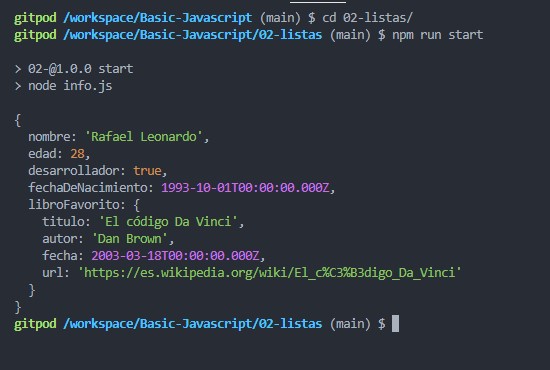 gitpod /workspace/Basic-Javascript (main) $ cd 02-listas/
gitpod /workspace/Basic-Javascript/02-listas (main) $ npm run start

> 02-@1.0.0 start
> node info.js

{
  nombre: 'Rafael Leonardo',
  edad: 28,
  desarrollador: true,
  fechaDeNacimiento: 1993-10-01T00:00:00.000Z,
  libroFavorito: {
    titulo: 'El código Da Vinci',
    autor: 'Dan Brown',
    fecha: 2003-03-18T00:00:00.000Z,
    url: 'https://es.wikipedia.org/wiki/El_c%C3%B3digo_Da_Vinci'
  }
}
gitpod /workspace/Basic-Javascript/02-listas (main) $